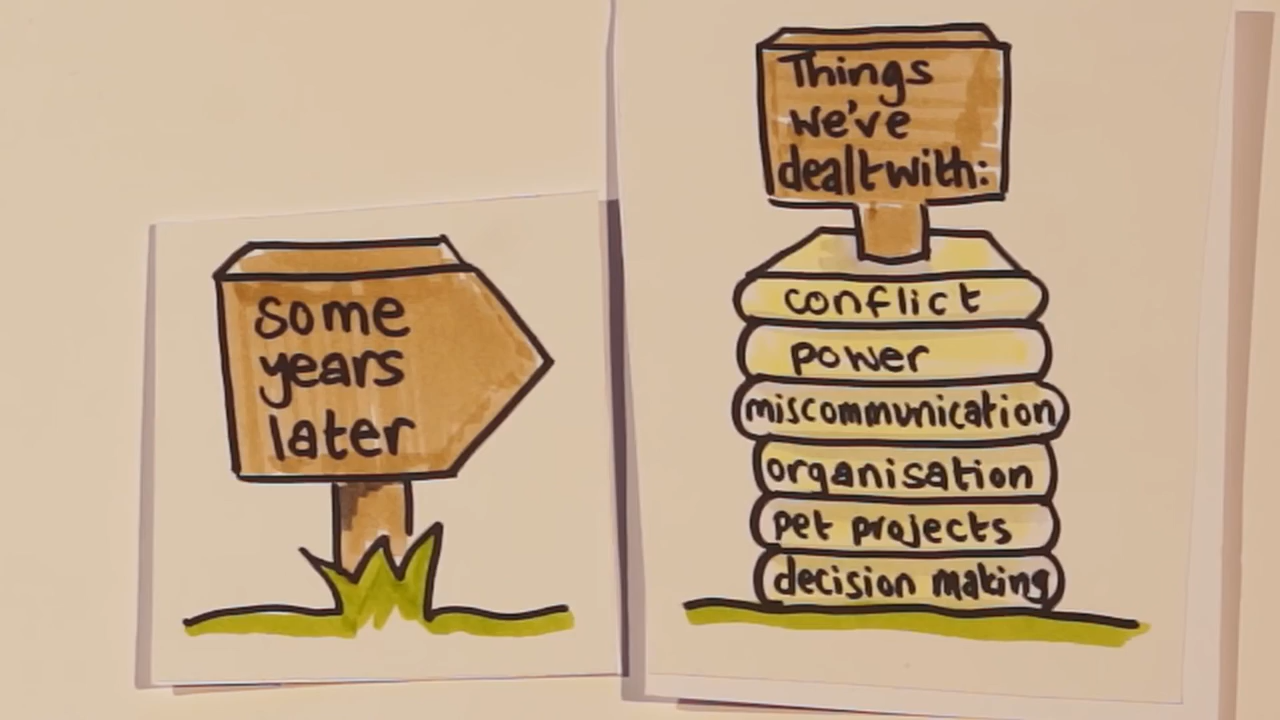 some
years
later
Things
we've
dealt with:
conflict
power
miscommunication
organisation
pet projects
decision making